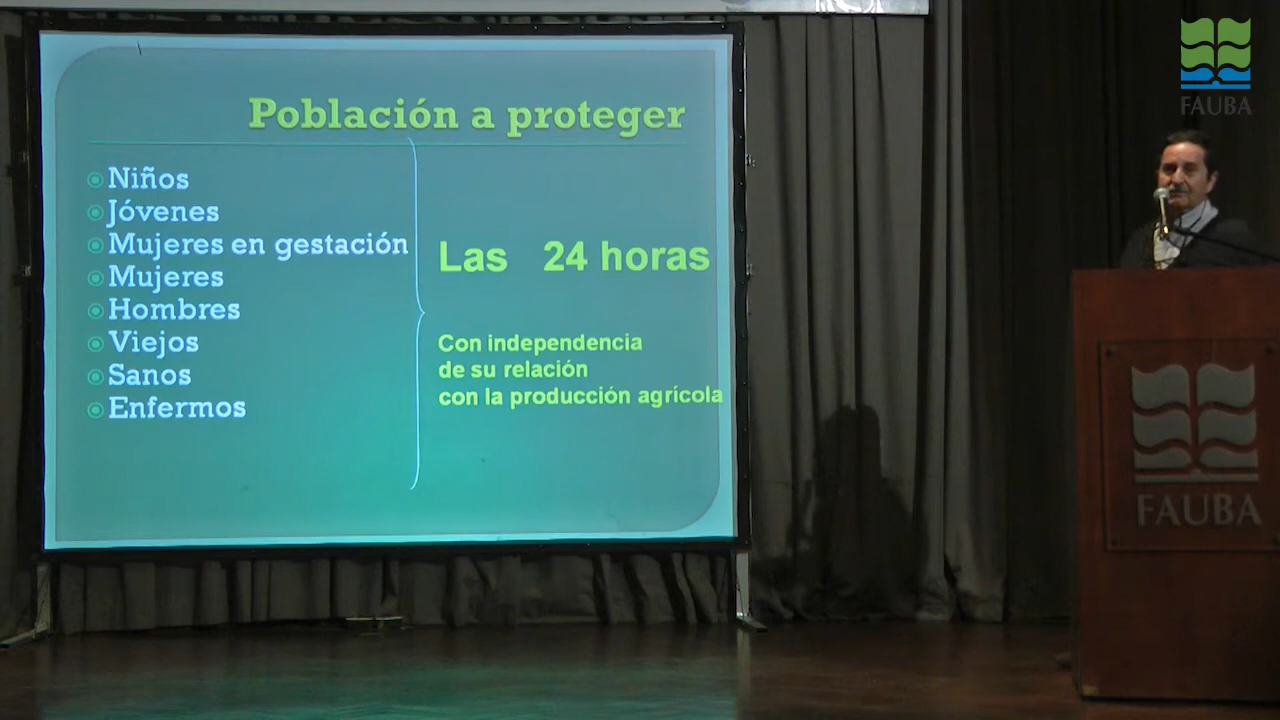 FAUBA
Población a proteger
Niños
Jóvenes
Mujeres en gestación
Mujeres
Hombres
Viejos
Sanos
Enfermos
Las 24 horas
Con independencia
de su relación
con la producción agrícola
FAUBA